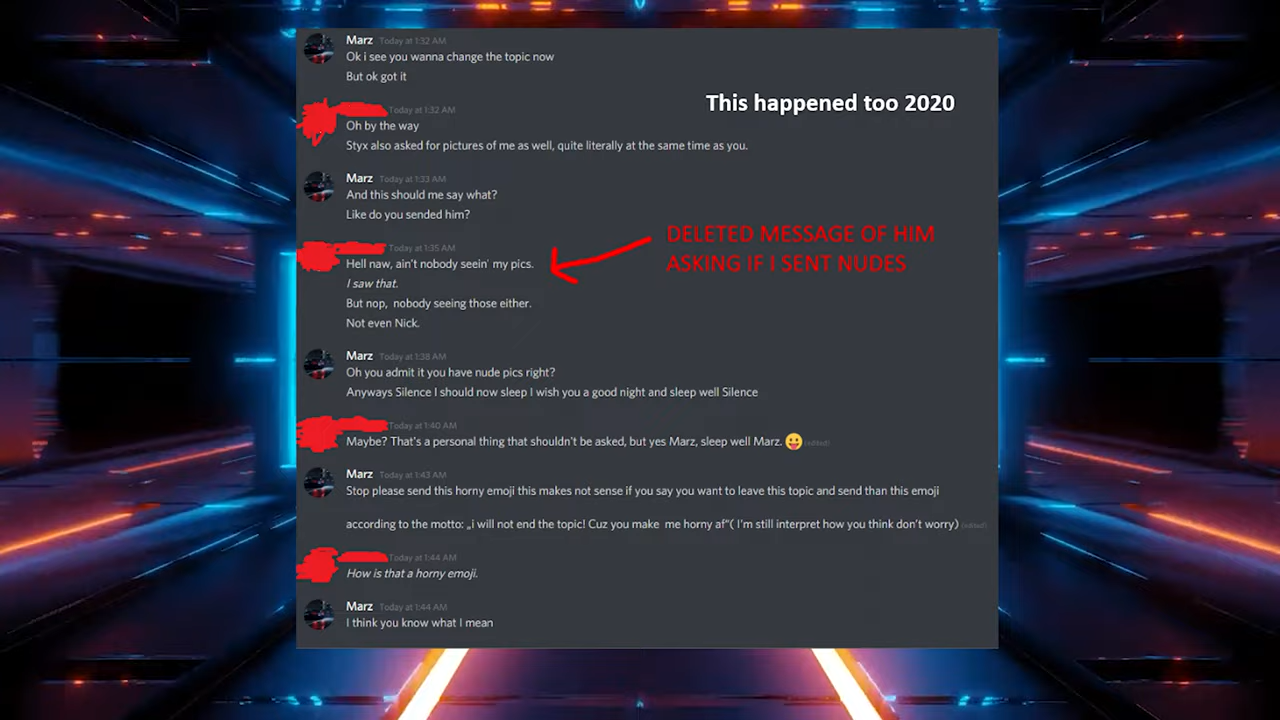 Marz Today at 1:32 AM
Ok i see you wanna change the topic now
But ok got it
This happened too 2020
Today at 1:32 AM
Oh by the way
Styx also asked for pictures of me as well, quite literally at the same time as you.
Marz Today at 1:33 AM
And this should me say what?
Like do you sended him?
Today at 1:35 AM
Hell naw, ain't nobody seein' my pics.
I saw that.
But nop, nobody seeing those either.
Not even Nick.
DELETED MESSAGE OF HIM
ASKING IF I SENT NUDES
Marz Today at 1:38 AM
Oh you admit it you have nude pics right?
Anyways Silence I should now sleep I wish you a good night and sleep well Silence
Today at 1:40 AM
Maybe? That's a personal thing that shouldn't be asked, but yes Marz, sleep well Marz. 😛 (edited)
Marz Today at 1:43 AM
Stop please send this horny emoji this makes not sense if you say you want to leave this topic and send than this emoji
according to the motto: „i will not end the topic! Cuz you make me horny af"( I'm still interpret how you think don't worry) (edited)
Today at 1:44 AM
How is that a horny emoji.
Marz Today at 1:44 AM
I think you know what I mean